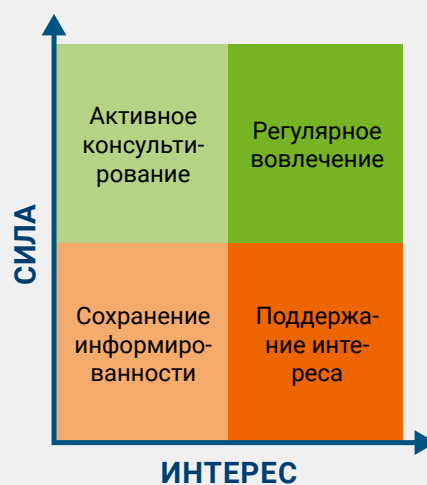 Активное
консульти-
рование
Регулярное
вовлечение
СИЛА
Сохранение
информиро-
ванности
Поддержа-
ние инте-
реса
ИНТЕРЕС